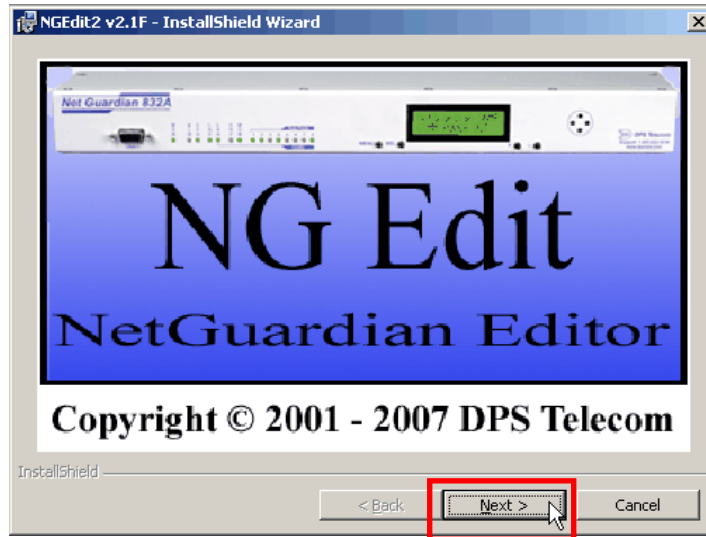 NGEdit2 v2.1F - InstallShield Wizard
Net Guardian 832A
NG Edit
NetGuardian Editor
Copyright © 2001 - 2007 DPS Telecom
InstallShield
< Back
Next >
Cancel